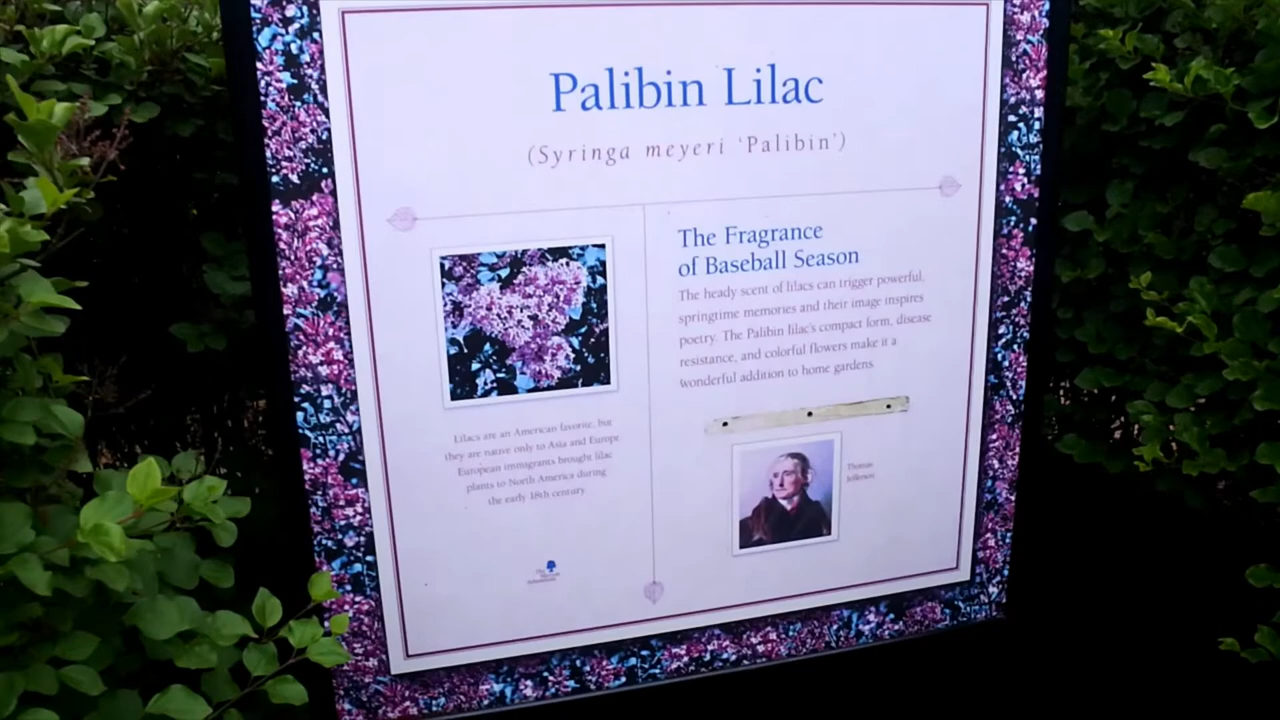 Palibin Lilac
(Syringa meyeri ‘Palibin’)
Lilacs are an American favorite, but
they are native only to Asia and Europe
European immigrants brought lilac
plants to North America during
the early 18th century
The Fragrance
of Baseball Season
The heady scent of lilacs can trigger powerful,
springtime memories and their image inspires
poetry. The Palibin lilac's compact form, disease
resistance, and colorful flowers make it a
wonderful addition to home gardens.
Thomas
Jefferson
The
Morton
Arboretum